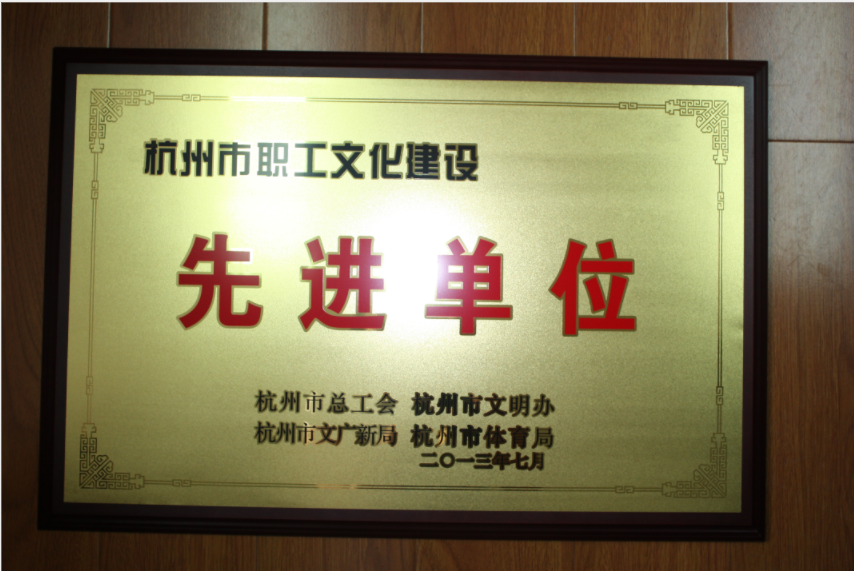 杭州市职工文化建设
先进单位
杭州市总工会 杭州市文明办
杭州市文广新局 杭州市体育局
二〇一三年七月